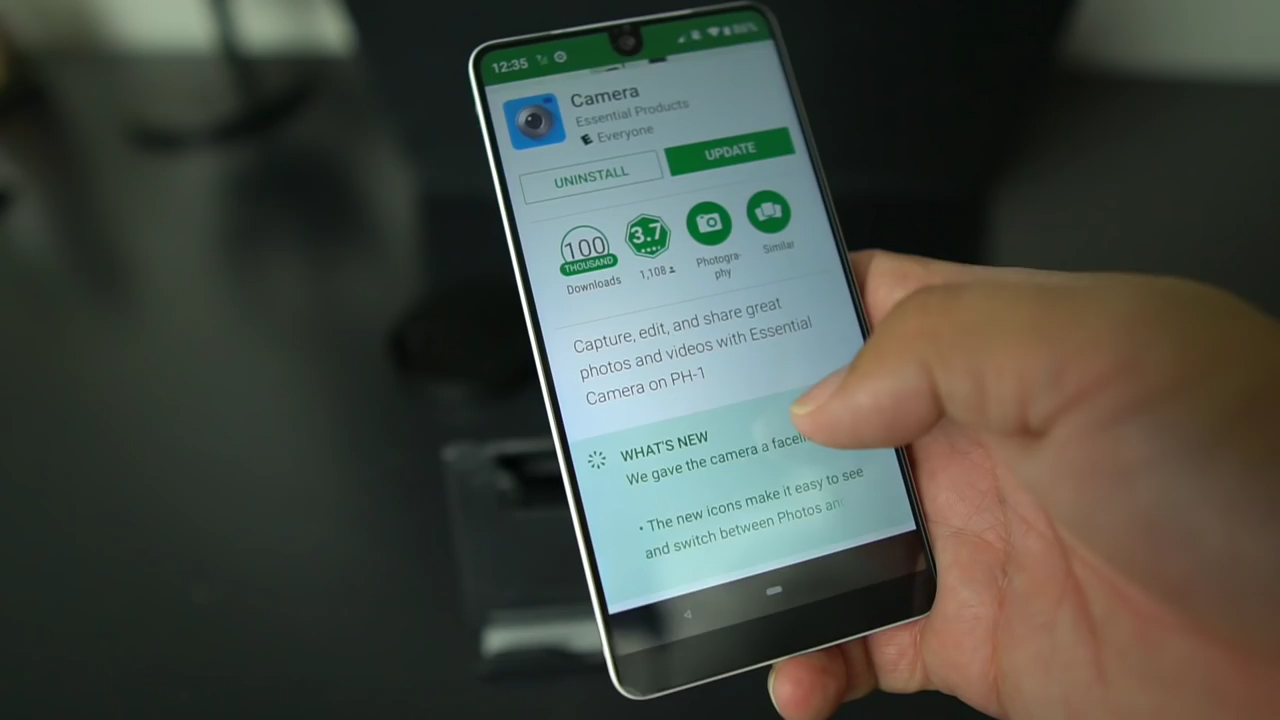 12:35
Camera
Essential Products
E Everyone
UNINSTALL
UPDATE
100
THOUSAND
Downloads
3.7
1,108
Photogra-
phy
Similar
Capture, edit, and share great
photos and videos with Essential
Camera on PH-1
WHAT'S NEW
We gave the camera a
• The new icons make it easy to see
and switch between Photos